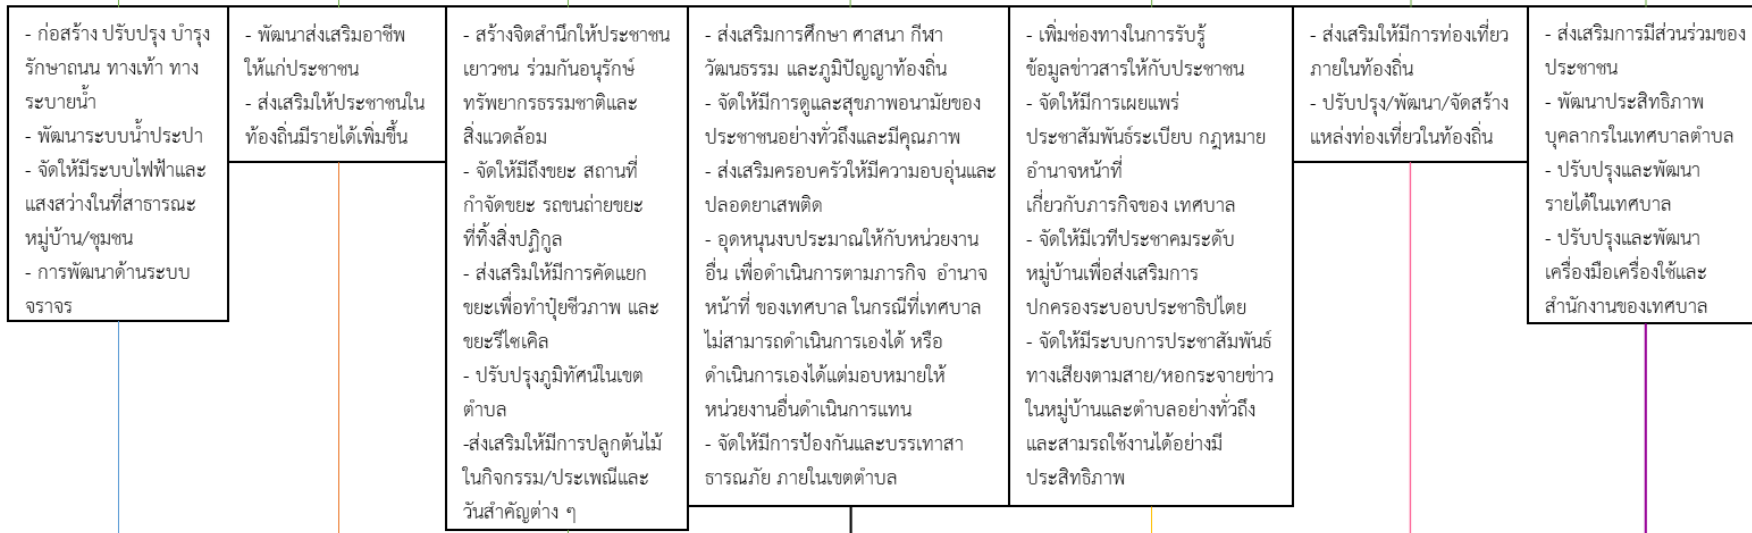 - ก่อสร้าง ปรับปรุง บำรุง
รักษาถนน ทางเท้า ทาง
ระบายน้ำ
- พัฒนาระบบน้ำประปา
- จัดให้มีระบบไฟฟ้าและ
แสงสว่างในที่สาธารณะ
หมู่บ้าน/ชุมชน
- การพัฒนาด้านระบบ
จราจร
- พัฒนาส่งเสริมอาชีพ
ให้แก่ประชาชน
- ส่งเสริมให้ประชาชนใน
ท้องถิ่นมีรายได้เพิ่มขึ้น
- สร้างจิตสำนึกให้ประชาชน
เยาวชน ร่วมกันอนุรักษ์
ทรัพยากรธรรมชาติและ
สิ่งแวดล้อม
- จัดให้มีถึงขยะ สถานที่
กำจัดขยะ รถขนถ่ายขยะ
ที่ทิ้งสิ่งปฏิกูล
- ส่งเสริมให้มีการคัดแยก
ขยะเพื่อทำปุ๋ยชีวภาพ และ
ขยะรีไซเคิล
- ปรับปรุงภูมิทัศน์ในเขต
ตำบล
-ส่งเสริมให้มีการปลูกต้นไม้
ในกิจกรรม/ประเพณีและ
วันสำคัญต่าง ๆ
- ส่งเสริมการศึกษา ศาสนา กีฬา
วัฒนธรรม และภูมิปัญญาท้องถิ่น
- จัดให้มีการดูและสุขภาพอนามัยของ
ประชาชนอย่างทั่วถึงและมีคุณภาพ
- ส่งเสริมครอบครัวให้มีความอบอุ่นและ
ปลอดยาเสพติด
- อุดหนุนงบประมาณให้กับหน่วยงาน
อื่น เพื่อดำเนินการตามภารกิจ อำนาจ
หน้าที่ ของเทศบาล ในกรณีที่เทศบาล
ไม่สามารถดำเนินการเองได้ หรือ
ดำเนินการเองได้แต่มอบหมายให้
หน่วยงานอื่นดำเนินการแทน
- จัดให้มีการป้องกันและบรรเทาสา
ธารณภัย ภายในเขตตำบล
- เพิ่มช่องทางในการรับรู้
ข้อมูลข่าวสารให้กับประชาชน
- จัดให้มีการเผยแพร่
ประชาสัมพันธ์ระเบียบ กฎหมาย
อำนาจหน้าที่
เกี่ยวกับภารกิจของ เทศบาล
- จัดให้มีเวทีประชาคมระดับ
หมู่บ้านเพื่อส่งเสริมการ
ปกครองระบอบประชาธิปไตย
- จัดให้มีระบบการประชาสัมพันธ์
ทางเสียงตามสาย/หอกระจายข่าว
ในหมู่บ้านและตำบลอย่างทั่วถึง
และสามรถใช้งานได้อย่างมี
ประสิทธิภาพ
- ส่งเสริมให้มีการท่องเที่ยว
ภายในท้องถิ่น
- ปรับปรุง/พัฒนา/จัดสร้าง
แหล่งท่องเที่ยวในท้องถิ่น
- ส่งเสริมการมีส่วนร่วมของ
ประชาชน
- พัฒนาประสิทธิภาพ
บุคลากรในเทศบาลตำบล
- ปรับปรุงและพัฒนา
รายได้ในเทศบาล
- ปรับปรุงและพัฒนา
เครื่องมือเครื่องใช้และ
สำนักงานของเทศบาล